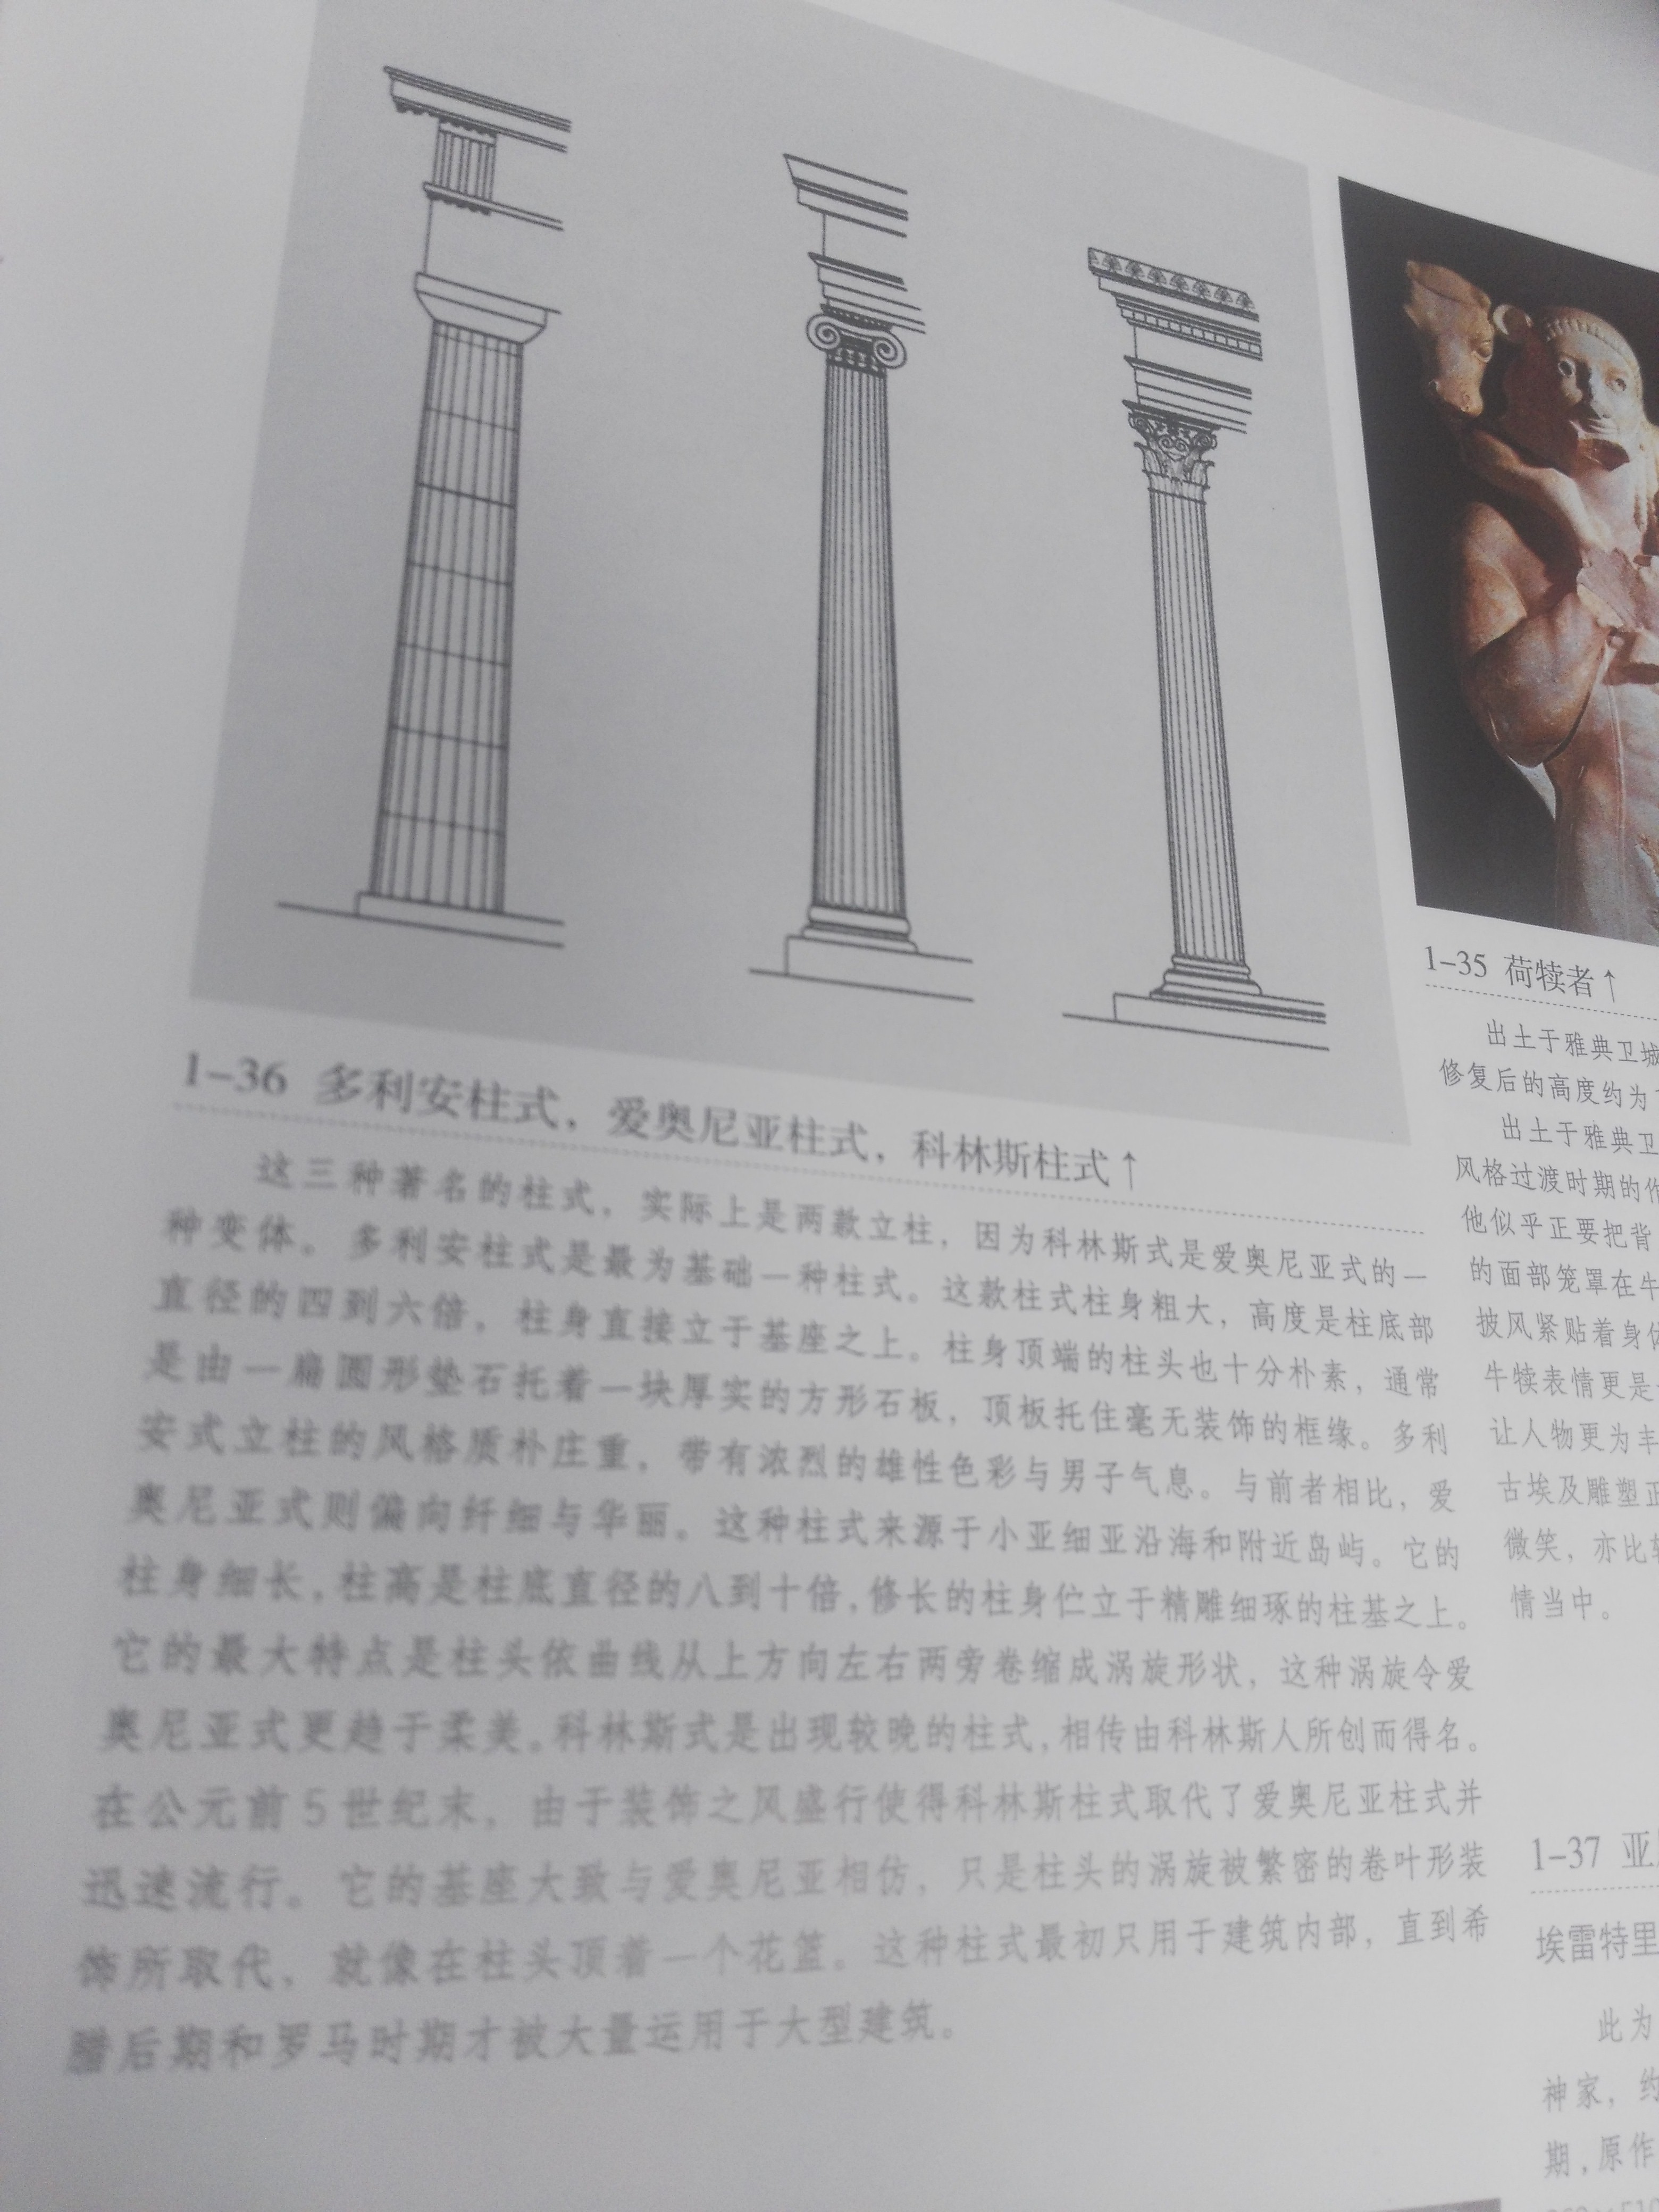 1-36 多利安柱式，爱奥尼亚柱式，科林斯柱式↑
这三种著名的柱式，实际上是两款立柱，因为科林斯式是爱奥尼亚式的一
种变体。多利安柱式是最为基础一种柱式。这款柱式柱身粗大，高度是柱底部
直径的四到六倍，柱身直接立于基座之上。柱身顶端的柱头也十分朴素，通常
是由一扁圆形垫石托着一块厚实的方形石板，顶板托住毫无装饰的框缘。多利
安式立柱的风格质朴庄重，带有浓烈的雄性色彩与男子气息。与前者相比，爱
奥尼亚式则偏向纤细与华丽。这种柱式来源于小亚细亚沿海和附近岛屿。它的
柱身细长，柱高是柱底直径的八到十倍，修长的柱身伫立于精雕细琢的柱基之上。
它的最大特点是柱头依曲线从上方向左右两旁卷缩成涡旋形状，这种涡旋令爱
奥尼亚式更趋于柔美。科林斯式是出现较晚的柱式，相传由科林斯人所创而得名。
在公元前5世纪末，由于装饰之风盛行使得科林斯柱式取代了爱奥尼亚柱式并
迅速流行。它的基座大致与爱奥尼亚相仿，只是柱头的涡旋被繁密的卷叶形装
饰所取代，就像在柱头顶着一个花篮。这种柱式最初只用于建筑内部，直到希
腊后期和罗马时期才被大量运用于大型建筑。
1-35 荷犊者↑
出土于雅典卫城
修复后的高度约为
出土于雅典卫
风格过渡时期的作
他似乎正要把背
的面部笼罩在牛
披风紧贴着身体
牛犊表情更是
让人物更为丰
古埃及雕塑正
微笑，亦比较
情当中。
1-37 亚
埃雷特里
此为
神家，约
期，原作